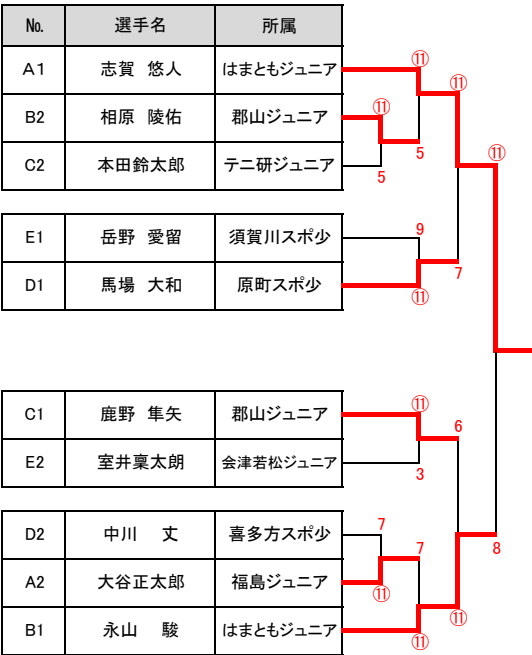 № 選手名 所属
A1 志賀 悠人 はまともジュニア
⑪
⑪
B2 相原 陵佑 郡山ジュニア
⑪
5
⑪
C2 本田鈴太郎 テニ研ジュニア
5
E1 岳野 愛留 須賀川スポ少
9
7
D1 馬場 大和 原町スポ少
⑪
C1 鹿野 隼矢 郡山ジュニア
⑪
6
E2 室井稟太朗 会津若松ジュニア
3
D2 中川 丈 喜多方スポ少
7
7
8
A2 大谷正太郎 福島ジュニア
⑪
⑪
B1 永山 駿 はまともジュニア
⑪